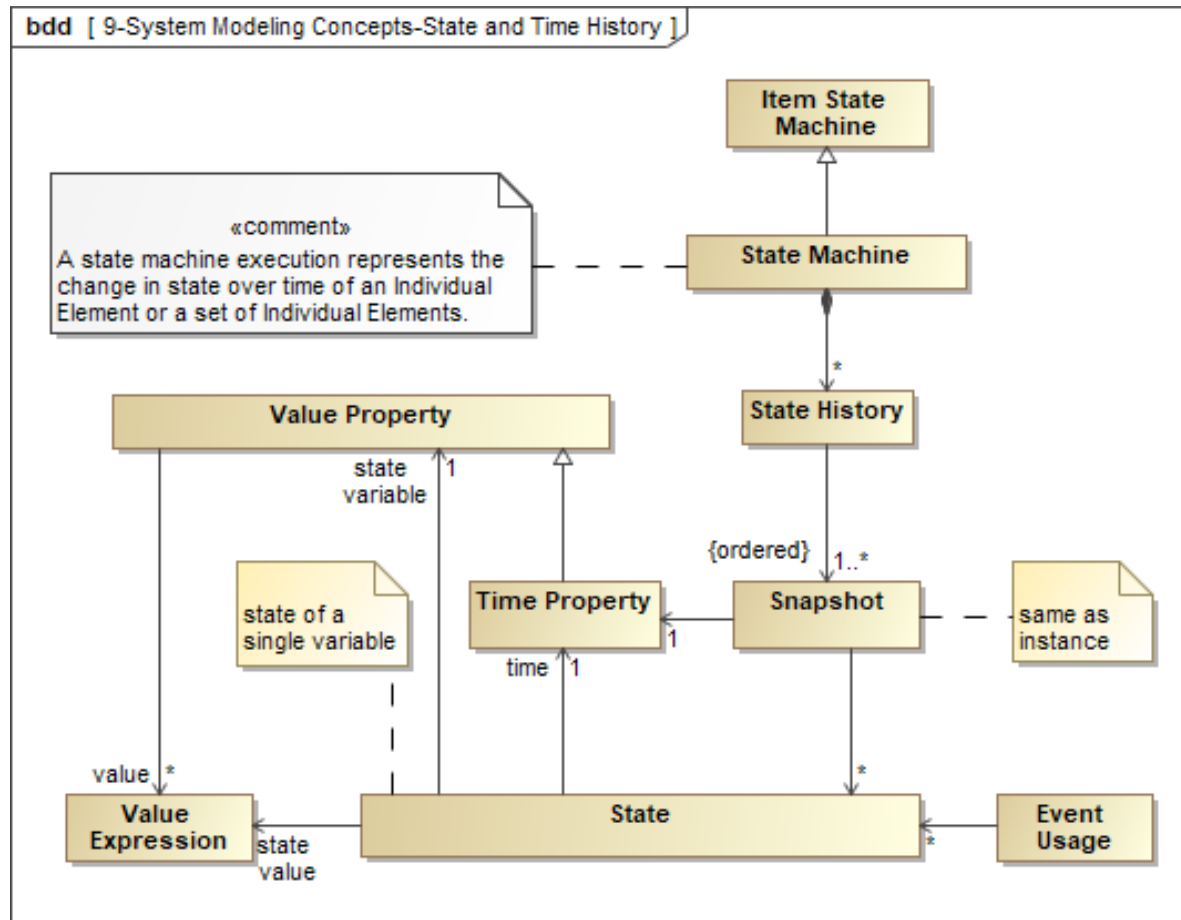 bdd [ 9-System Modeling Concepts-State and Time History ]
Item State
Machine
«comment»
A state machine execution represents the
change in state over time of an Individual
Element or a set of Individual Elements.
State Machine
*
State History
Value Property
state
variable
1
{ordered}
1..*
state of a
single variable
Time Property
1
Snapshot
same as
instance
time
1
value
*
*
Value
Expression
state
value
State
*
Event
Usage